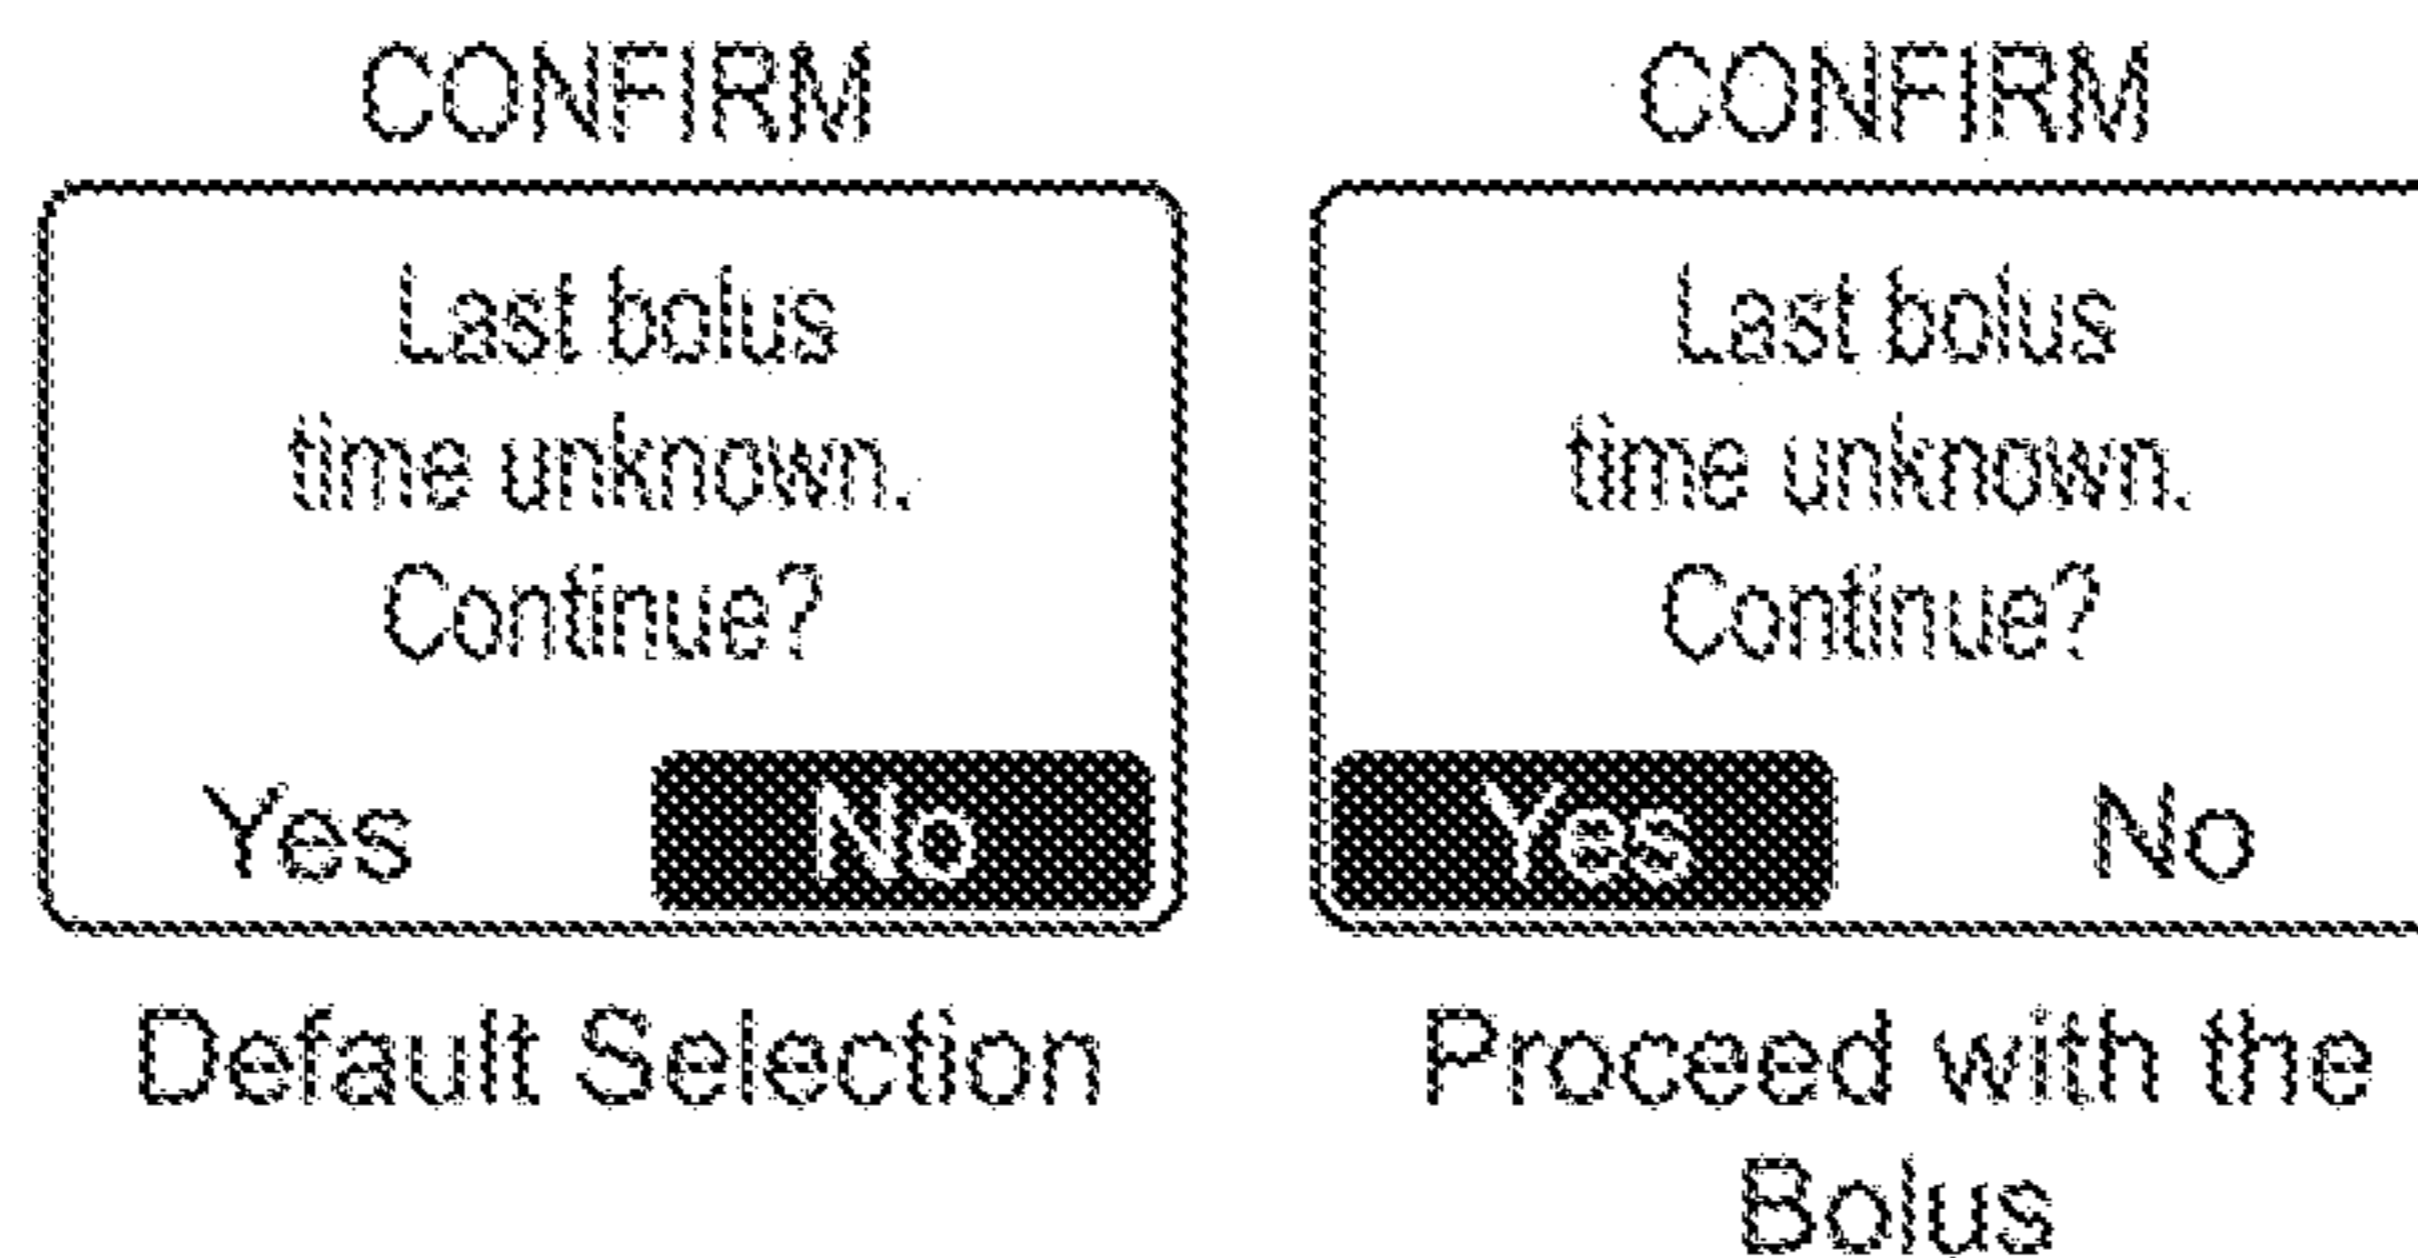 CONFIRM
Last bolus
time unknown.
Continue?
Yes No
Default Selection
CONFIRM
Last bolus
time unknown.
Continue?
Yes No
Proceed with the
Bolus